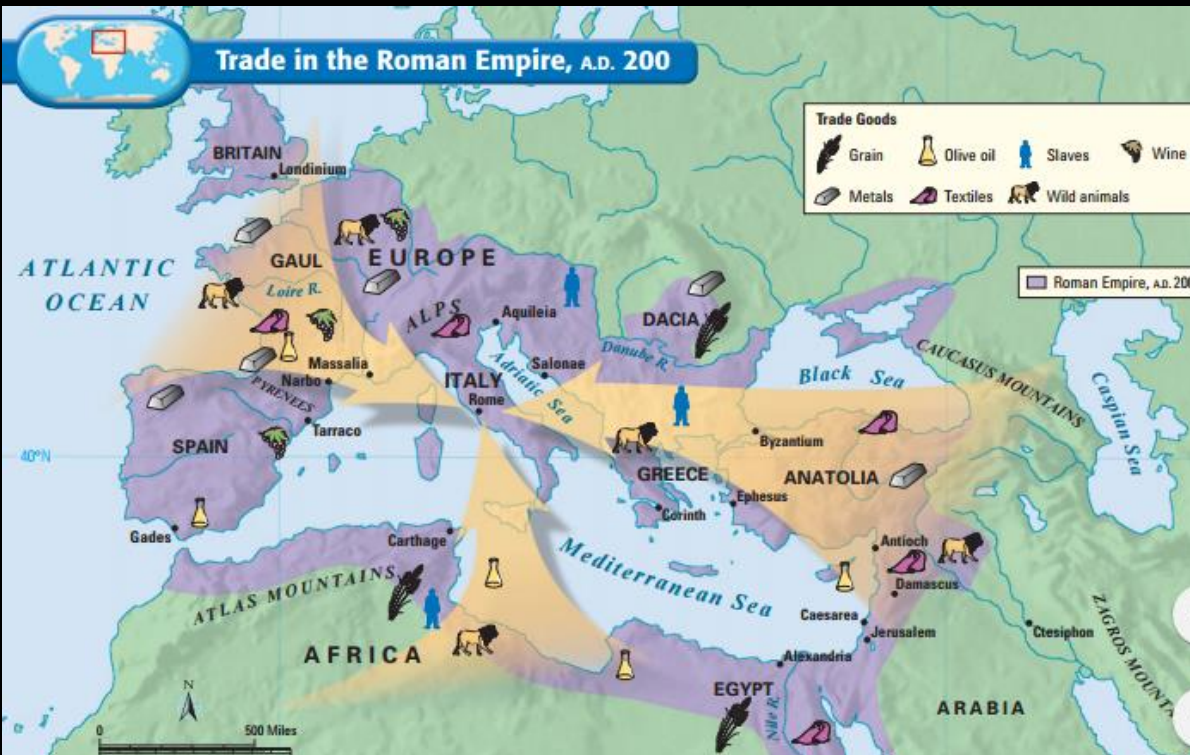 Trade in the Roman Empire, A.D. 200
Trade Goods
Grain
Olive oil
Slaves
Wine
Metals
Textiles
Wild animals
Roman Empire, A.D. 200
BRITAIN
Londinium
ATLANTIC
OCEAN
GAUL
EUROPE
Loire R.
ALPS
Aquileia
DACIA
Danube R.
Massalia
Narbo
PYRENEES
ITALY
Rome
Adriatic Sea
Salonae
Black Sea
CAUCASUS MOUNTAINS
Caspian Sea
SPAIN
Tarraco
40°N
Byzantium
GREECE
ANATOLIA
Ephesus
Corinth
Gades
Carthage
Mediterranean Sea
Antioch
Damascus
ATLAS MOUNTAINS
Caesarea
Jerusalem
Ctesiphon
AFRICA
Alexandria
EGYPT
Nile R.
ARABIA
N
0
500 Miles